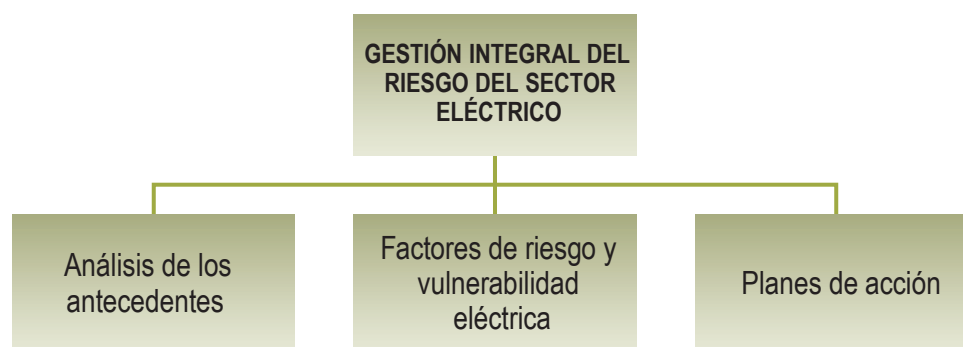 GESTIÓN INTEGRAL DEL
RIESGO DEL SECTOR
ELÉCTRICO
Análisis de los
antecedentes
Factores de riesgo y
vulnerabilidad
eléctrica
Planes de acción